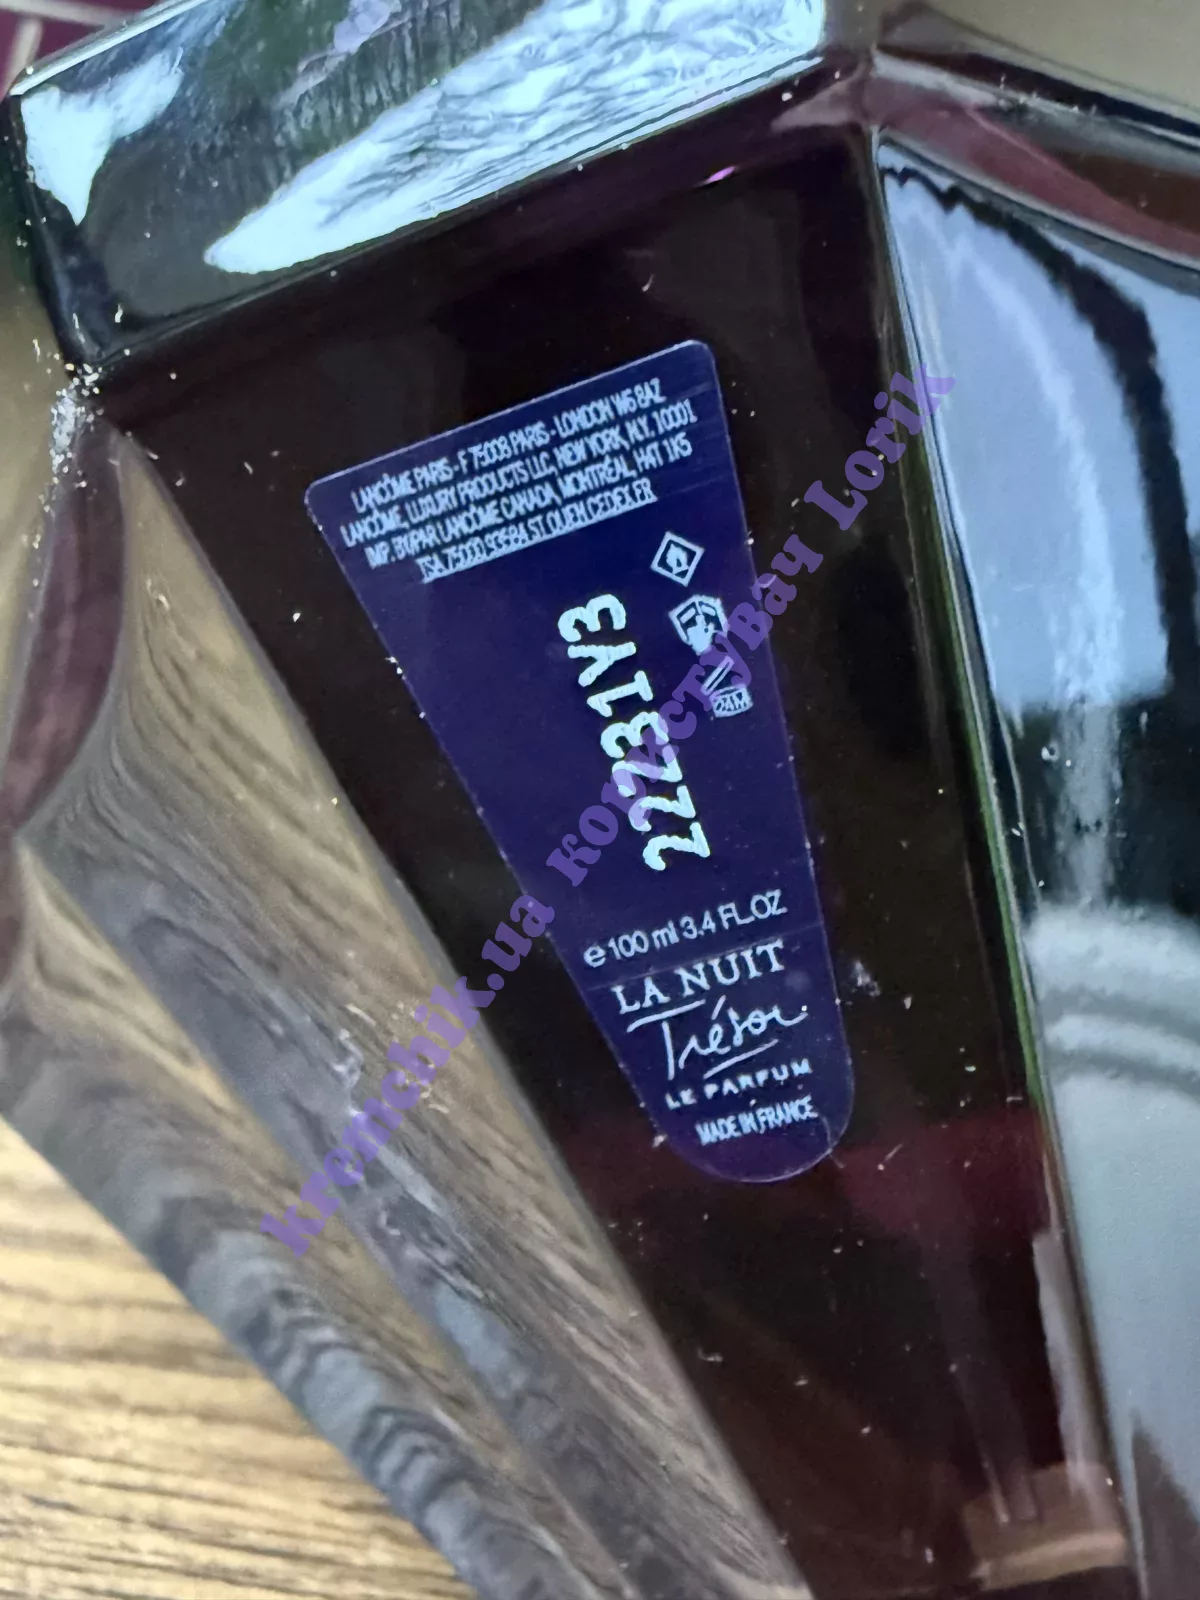 LANCÔME PARIS - F 75008 PARIS - LONDON W6 8AZ
LANCÔME, LUXURY PRODUCTS LLC, NEW YORK, N.Y. 10001
IMP. BY/PAR LANCÔME CANADA, MONTRÉAL, H4T 1K5
TSA 75000 93584 ST OUEN CEDEX, FR
24M
22231Y3
e 100 ml 3.4 FL.OZ
LA NUIT
Trésor
LE PARFUM
MADE IN FRANCE
kremchik.ua користувач Lorik